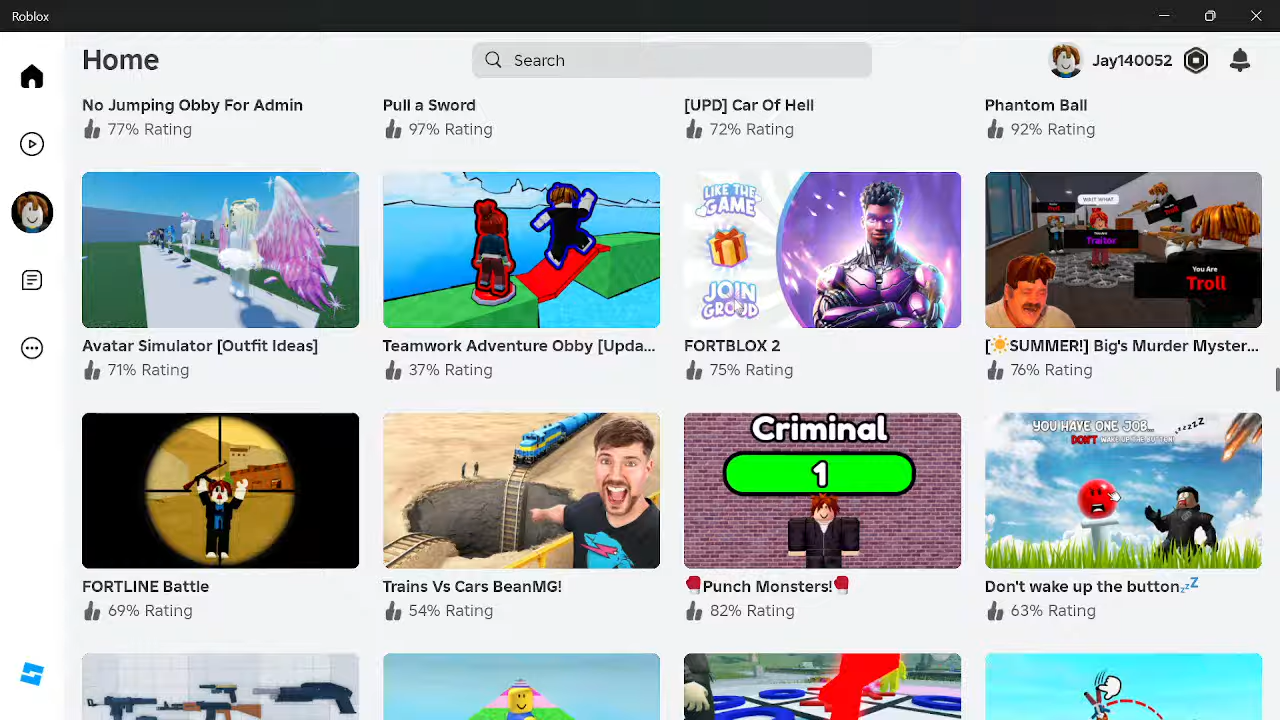 Roblox
Home
Search
Jay140052
No Jumping Obby For Admin
Pull a Sword
[UPD] Car Of Hell
Phantom Ball
77% Rating
97% Rating
72% Rating
92% Rating
LIKE THE
GAME
JOIN
GROUP
WAIT WHAT
Traitor
You Are
Troll
Avatar Simulator [Outfit Ideas]
Teamwork Adventure Obby [Upda...
FORTBLOX 2
[☀️SUMMER!] Big's Murder Myster...
71% Rating
37% Rating
75% Rating
76% Rating
Criminal
1
YOU HAVE ONE JOB...
DON'T WAKE UP THE BUTTON!
zzzzZ
FORTLINE Battle
Trains Vs Cars BeanMG!
🥊Punch Monsters!🥊
Don't wake up the button💤
69% Rating
54% Rating
82% Rating
63% Rating